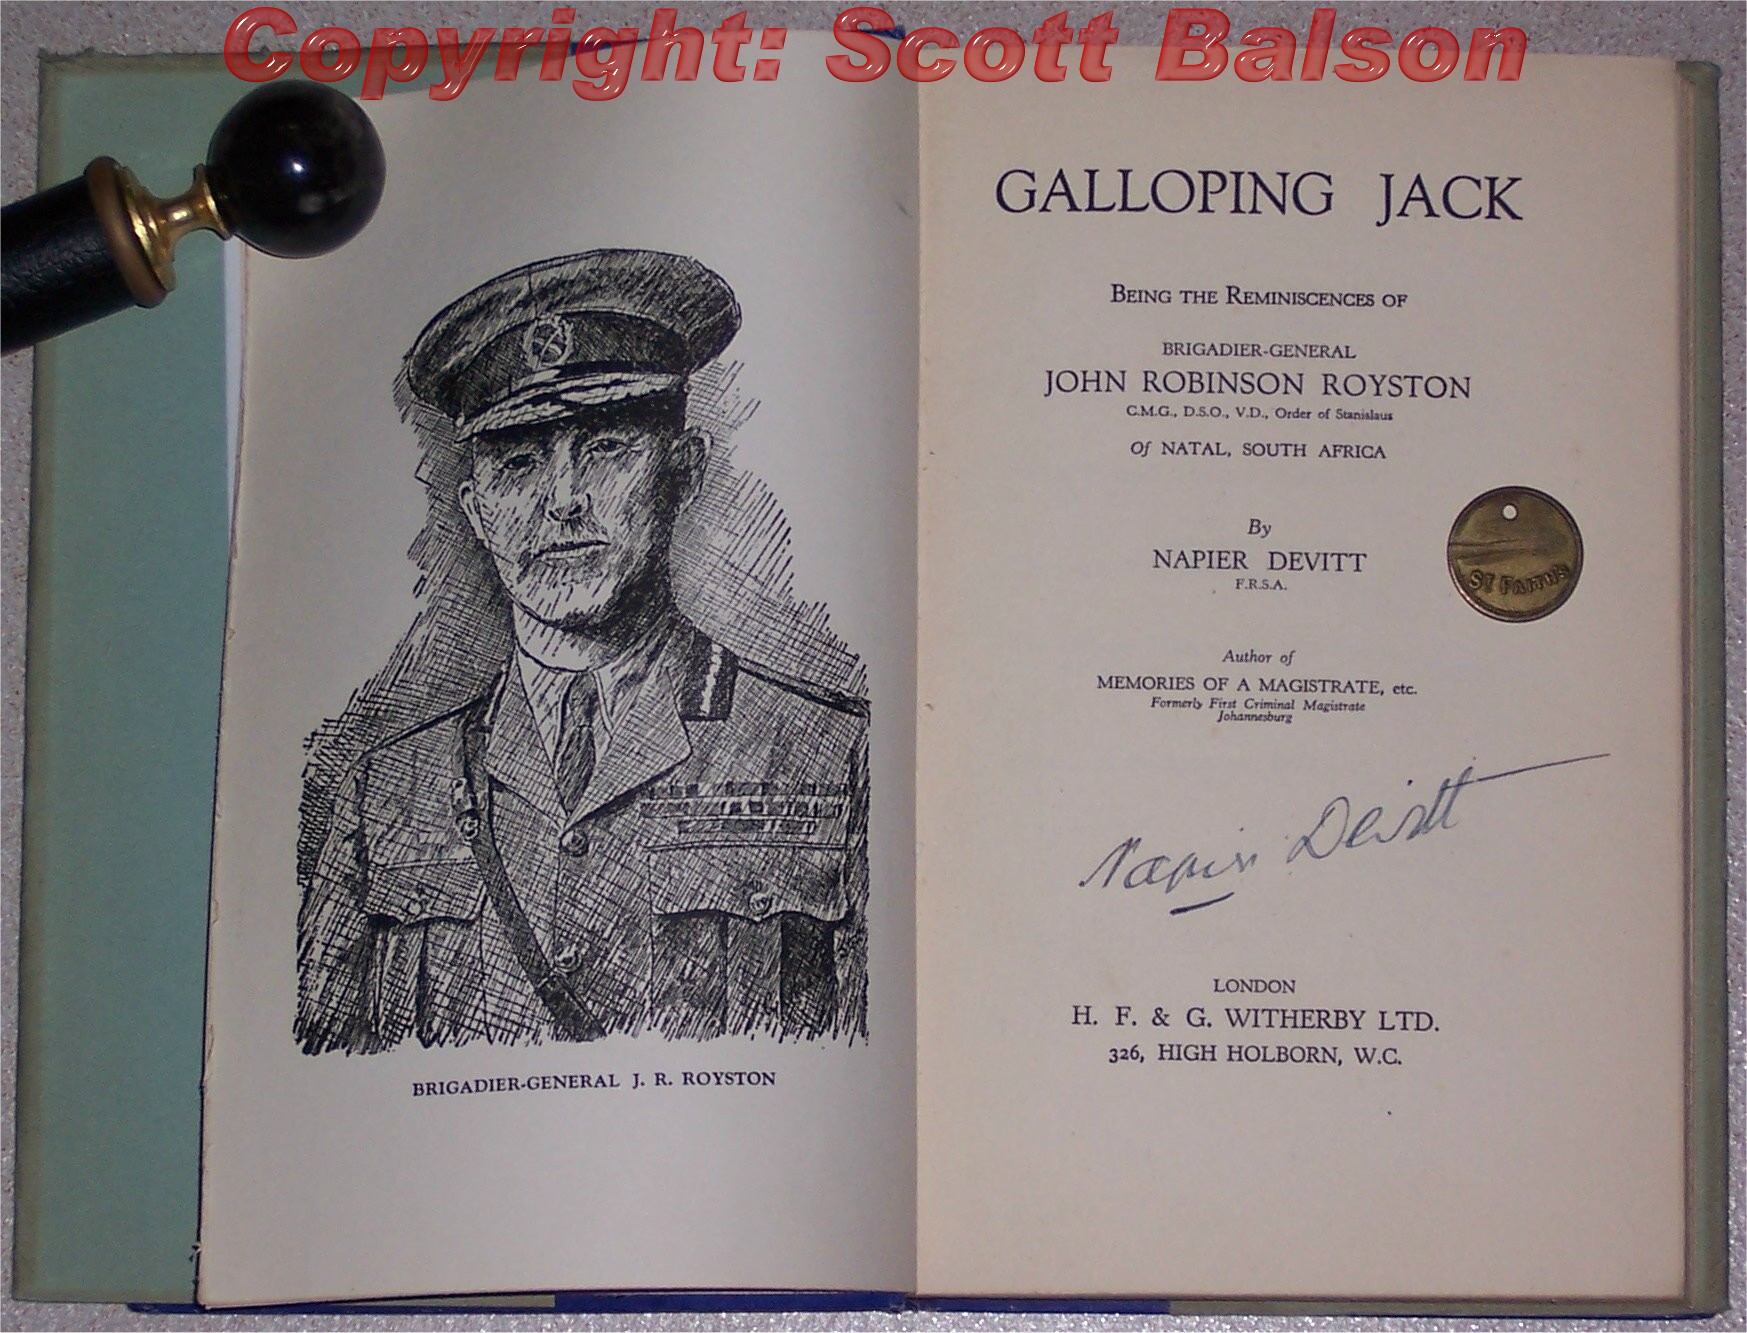 Copyright: Scott Balson
BRIGADIER-GENERAL J. R. ROYSTON
GALLOPING JACK
BEING THE REMINISCENCES OF
BRIGADIER-GENERAL
JOHN ROBINSON ROYSTON
C.M.G., D.S.O., V.D., Order of Stanislaus
Of NATAL, SOUTH AFRICA
By
NAPIER DEVITT
F.R.S.A.
ST FAITH'S
Author of
MEMORIES OF A MAGISTRATE, etc.
Formerly First Criminal Magistrate
Johannesburg
Napier Devitt
LONDON
H. F. & G. WITHERBY LTD.
326, HIGH HOLBORN, W.C.